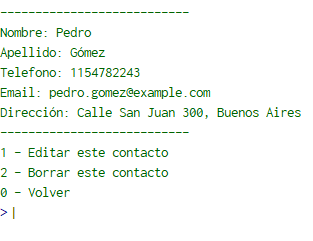 ---------------------------
Nombre: Pedro
Apellido: Gómez
Telefono: 1154782243
Email: pedro.gomez@example.com
Dirección: Calle San Juan 300, Buenos Aires
---------------------------
1 - Editar este contacto
2 - Borrar este contacto
0 - Volver
>